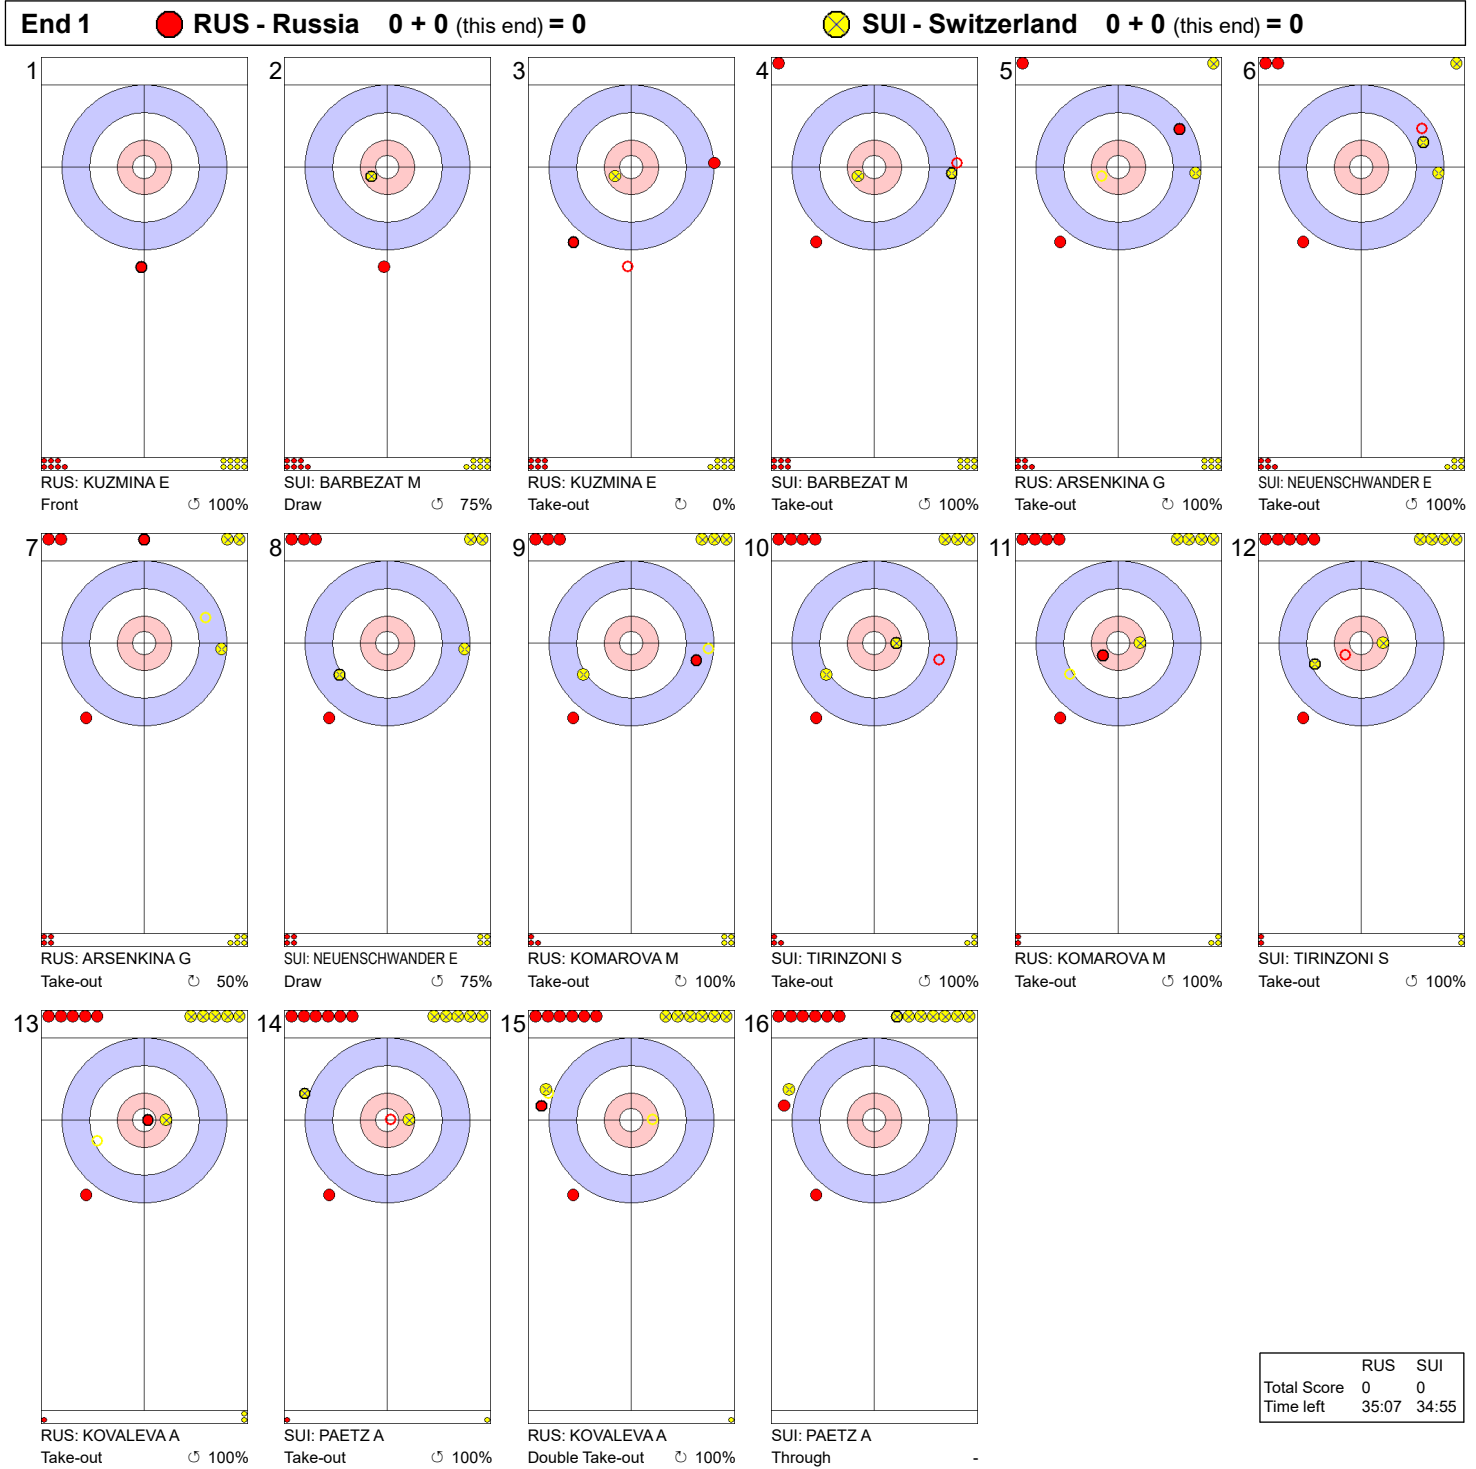 End 1 RUS - Russia 0 + 0 (this end) = 0 SUI - Switzerland 0 + 0 (this end) = 0
1 2 3 4 5 6
RUS: KUZMINA E SUI: BARBEZAT M RUS: KUZMINA E SUI: BARBEZAT M RUS: ARSENKINA G SUI: NEUENSCHWANDER E
Front 100% Draw 75% Take-out 0% Take-out 100% Take-out 100% Take-out 100%
7 8 9 10 11 12
RUS: ARSENKINA G SUI: NEUENSCHWANDER E RUS: KOMAROVA M SUI: TIRINZONI S RUS: KOMAROVA M SUI: TIRINZONI S
Take-out 50% Draw 75% Take-out 100% Take-out 100% Take-out 100% Take-out 100%
13 14 15 16
RUS: KOVALEVA A SUI: PAETZ A RUS: KOVALEVA A SUI: PAETZ A
Take-out 100% Take-out 100% Double Take-out 100% Through -
RUS SUI
Total Score 0 0
Time left 35:07 34:55